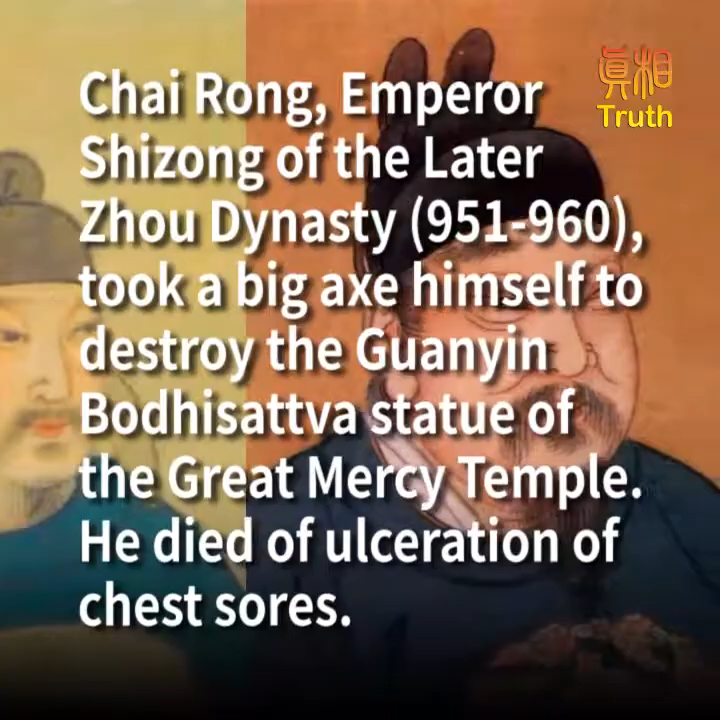 眞相
Truth
Chai Rong, Emperor
Shizong of the Later
Zhou Dynasty (951-960),
took a big axe himself to
destroy the Guanyin
Bodhisattva statue of
the Great Mercy Temple.
He died of ulceration of
chest sores.